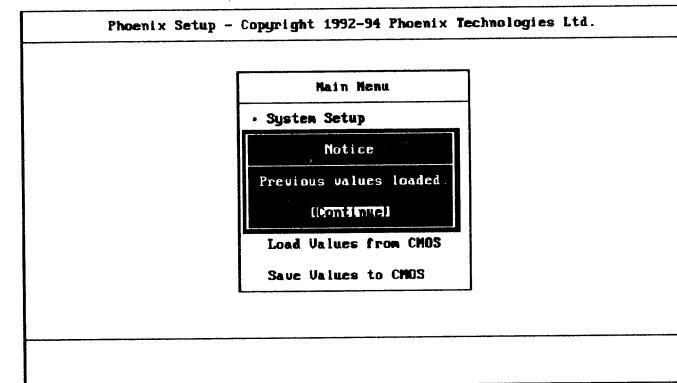 Phoenix Setup - Copyright 1992-94 Phoenix Technologies Ltd.
Main Menu
· System Setup
Notice
Previous values loaded.
[Continue]
Load Values from CMOS
Save Values to CMOS